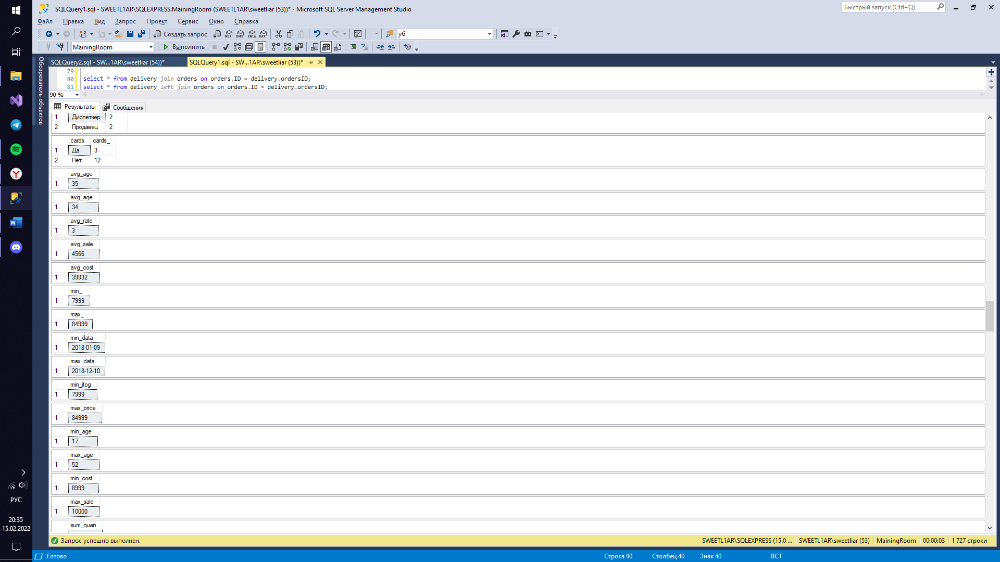 SQLQuery1.sql - SWEETL1AR\SQLEXPRESS.MainingRoom (SWEETL1AR\sweetliar (53))* - Microsoft SQL Server Management Studio
Быстрый запуск (Ctrl+Q)
Файл Правка Вид Запрос Проект Сервис Окно Справка
Создать запрос MDX DMX XMLA DAX у6
MainingRoom Выполнить
Обозреватель объектов
SQLQuery2.sql - SW...1AR\sweetliar (54))* SQLQuery1.sql - SW...1AR\sweetliar (53))*
79
80 select * from delivery join orders on orders.ID = delivery.ordersID;
81 select * from delivery left join orders on orders.ID = delivery.ordersID;
90 %
Результаты Сообщения
1 Диспетчер 2
2 Продавец 2
cards cards_
1 Да 3
2 Нет 12
avg_age
1 35
avg_age
1 34
avg_rate
1 3
avg_sale
1 4566
avg_cost
1 39932
min_
1 7999
max_
1 84999
min_data
1 2018-01-09
max_data
1 2018-12-10
min_itog
1 7999
max_price
1 84999
min_age
1 17
max_age
1 52
min_cost
1 8999
max_sale
1 10000
sum_quan
Запрос успешно выполнен. SWEETL1AR\SQLEXPRESS (15.0 ... SWEETL1AR\sweetliar (53) MainingRoom 00:00:03 1 727 строки
Готово Строка 90 Столбец 40 Знак 40 ВСТ
РУС
20:35
15.02.2022